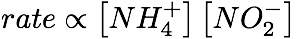 rate ∝ [NH₄⁺] [NO₂⁻]